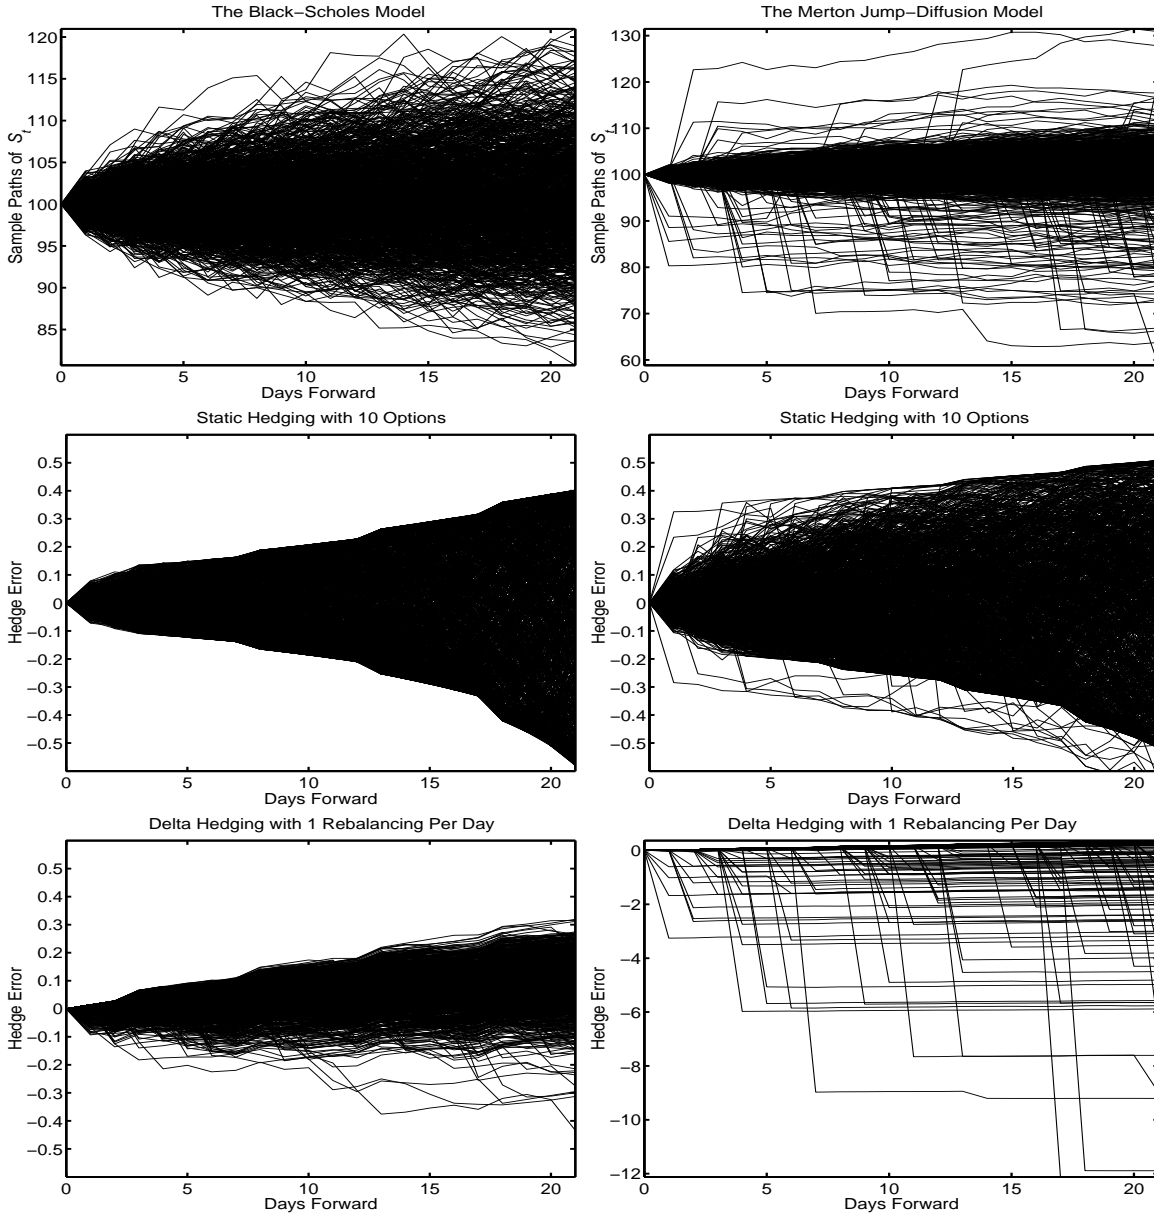 The Black−Scholes Model
The Merton Jump−Diffusion Model
120
115
110
105
100
95
90
85
Sample Paths of S_t
0 5 10 15 20
Days Forward
130
120
110
100
90
80
70
60
Sample Paths of S_t
0 5 10 15 20
Days Forward
Static Hedging with 10 Options
Static Hedging with 10 Options
0.5
0.4
0.3
0.2
0.1
0
−0.1
−0.2
−0.3
−0.4
−0.5
Hedge Error
0 5 10 15 20
Days Forward
0.5
0.4
0.3
0.2
0.1
0
−0.1
−0.2
−0.3
−0.4
−0.5
Hedge Error
0 5 10 15 20
Days Forward
Delta Hedging with 1 Rebalancing Per Day
Delta Hedging with 1 Rebalancing Per Day
0.5
0.4
0.3
0.2
0.1
0
−0.1
−0.2
−0.3
−0.4
−0.5
Hedge Error
0 5 10 15 20
Days Forward
0
−2
−4
−6
−8
−10
−12
Hedge Error
0 5 10 15 20
Days Forward